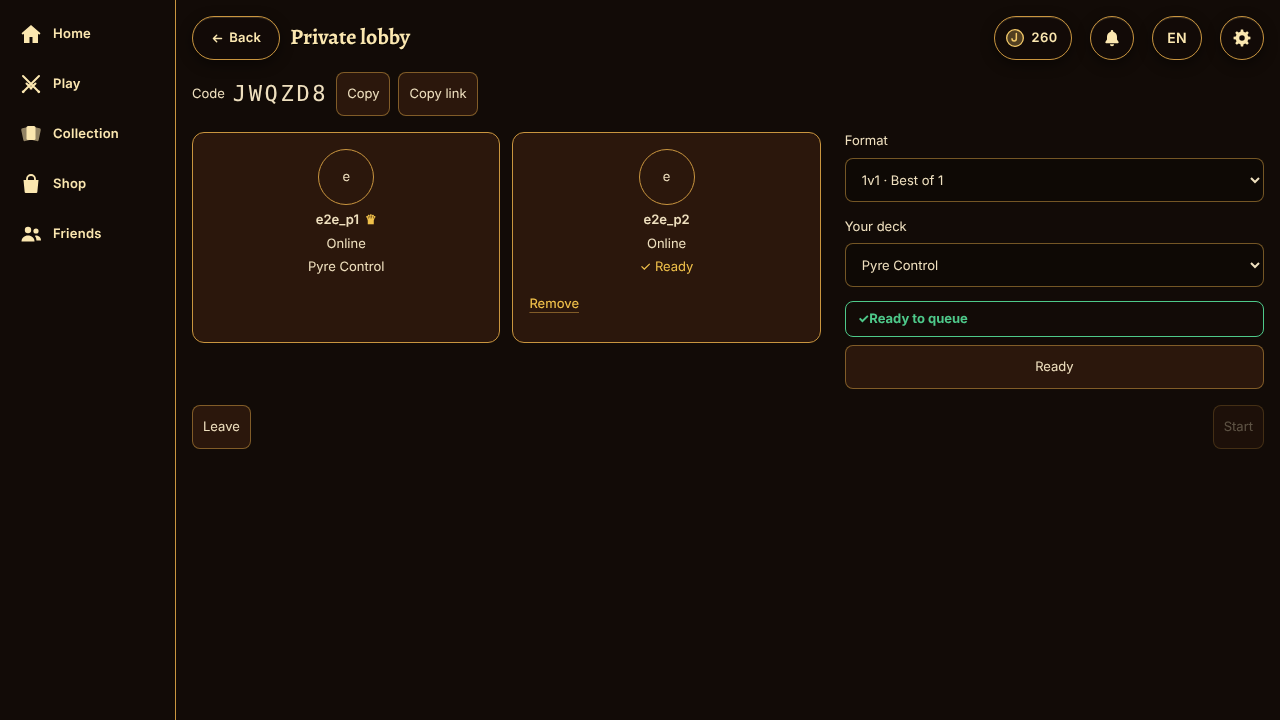 Home
Play
Collection
Shop
Friends
← Back
Private lobby
J 260
EN
Code JWQZD8 Copy Copy link
e
e2e_p1 ♛
Online
Pyre Control
e
e2e_p2
Online
✓ Ready
Remove
Format
1v1 · Best of 1
Your deck
Pyre Control
✓Ready to queue
Ready
Leave
Start